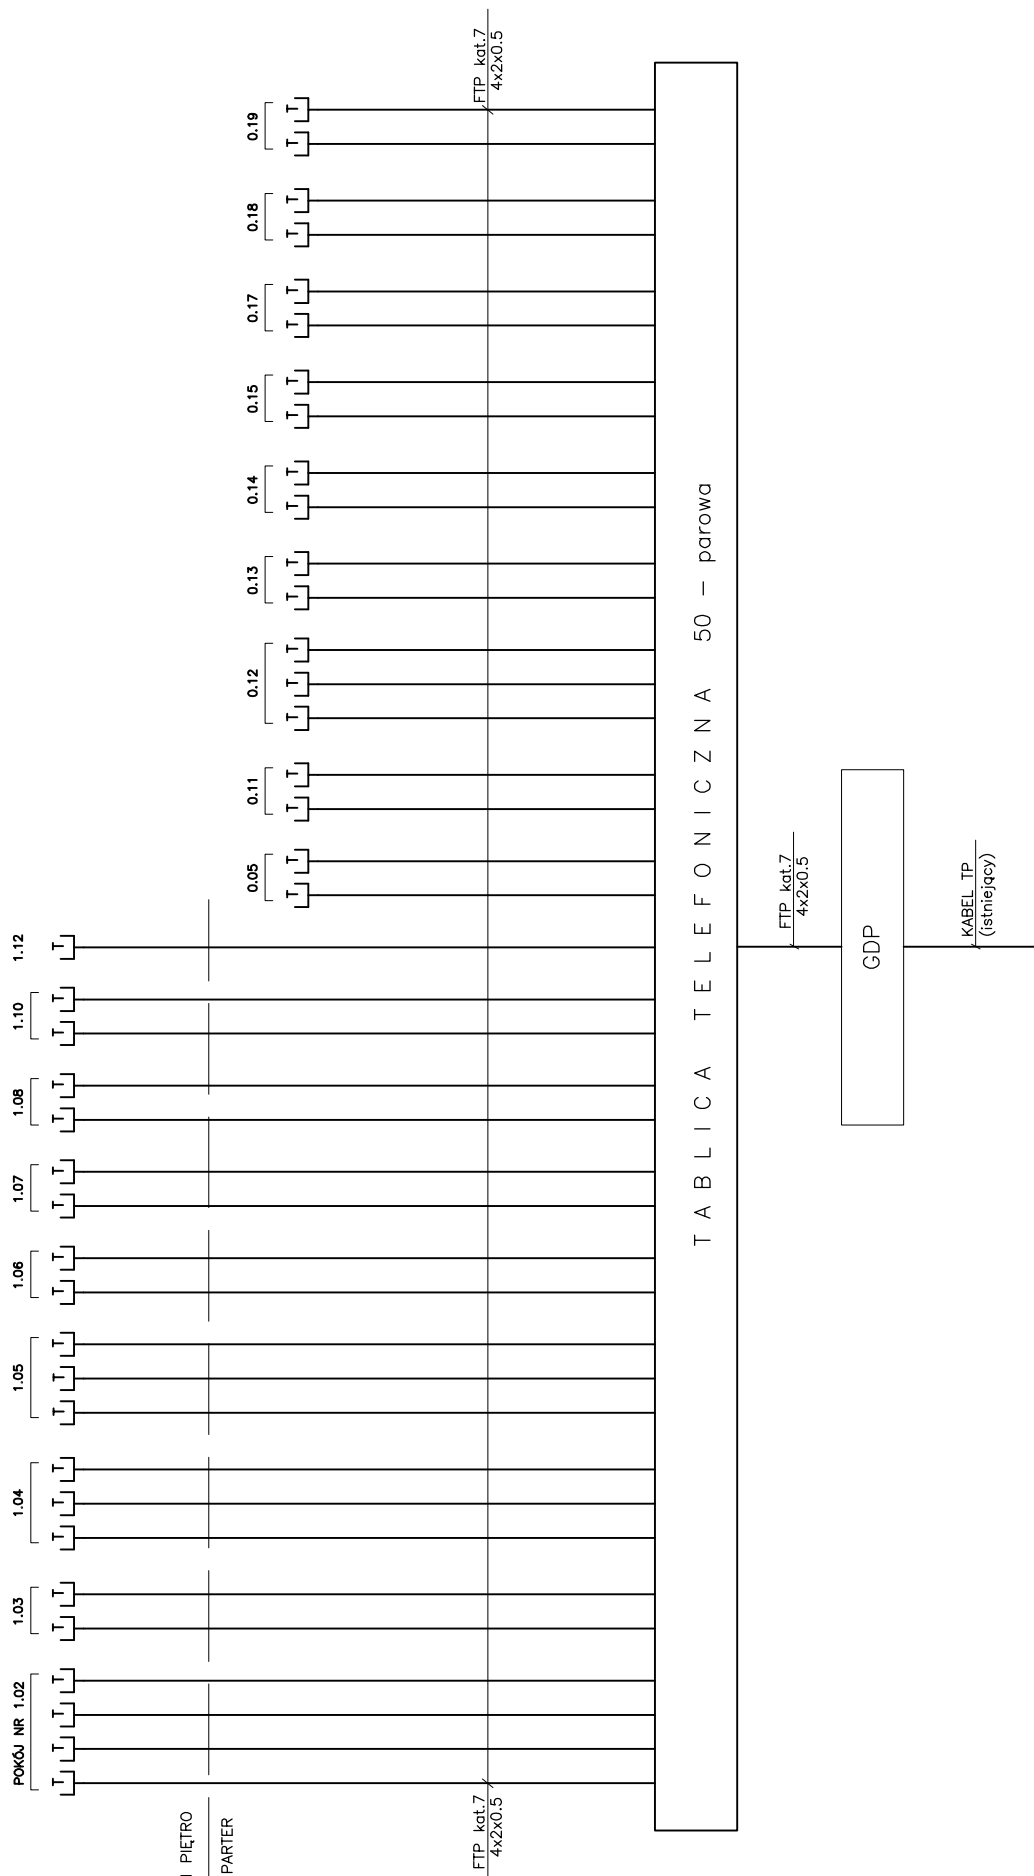 POKÓJ NR 1.02
1.03
1.04
1.05
1.06
1.07
1.08
1.10
1.12
0.05
0.11
0.12
0.13
0.14
0.15
0.17
0.18
0.19
T T T T T T T T T T T T T T T T T T T T T
T T T T T T T T T T T T T T T T T T T
I PIĘTRO
PARTER
FTP kat.7
4x2x0.5
FTP kat.7
4x2x0.5
TABLICA TELEFONICZNA 50 - parowa
FTP kat.7
4x2x0.5
GDP
KABEL TP
(istniejący)